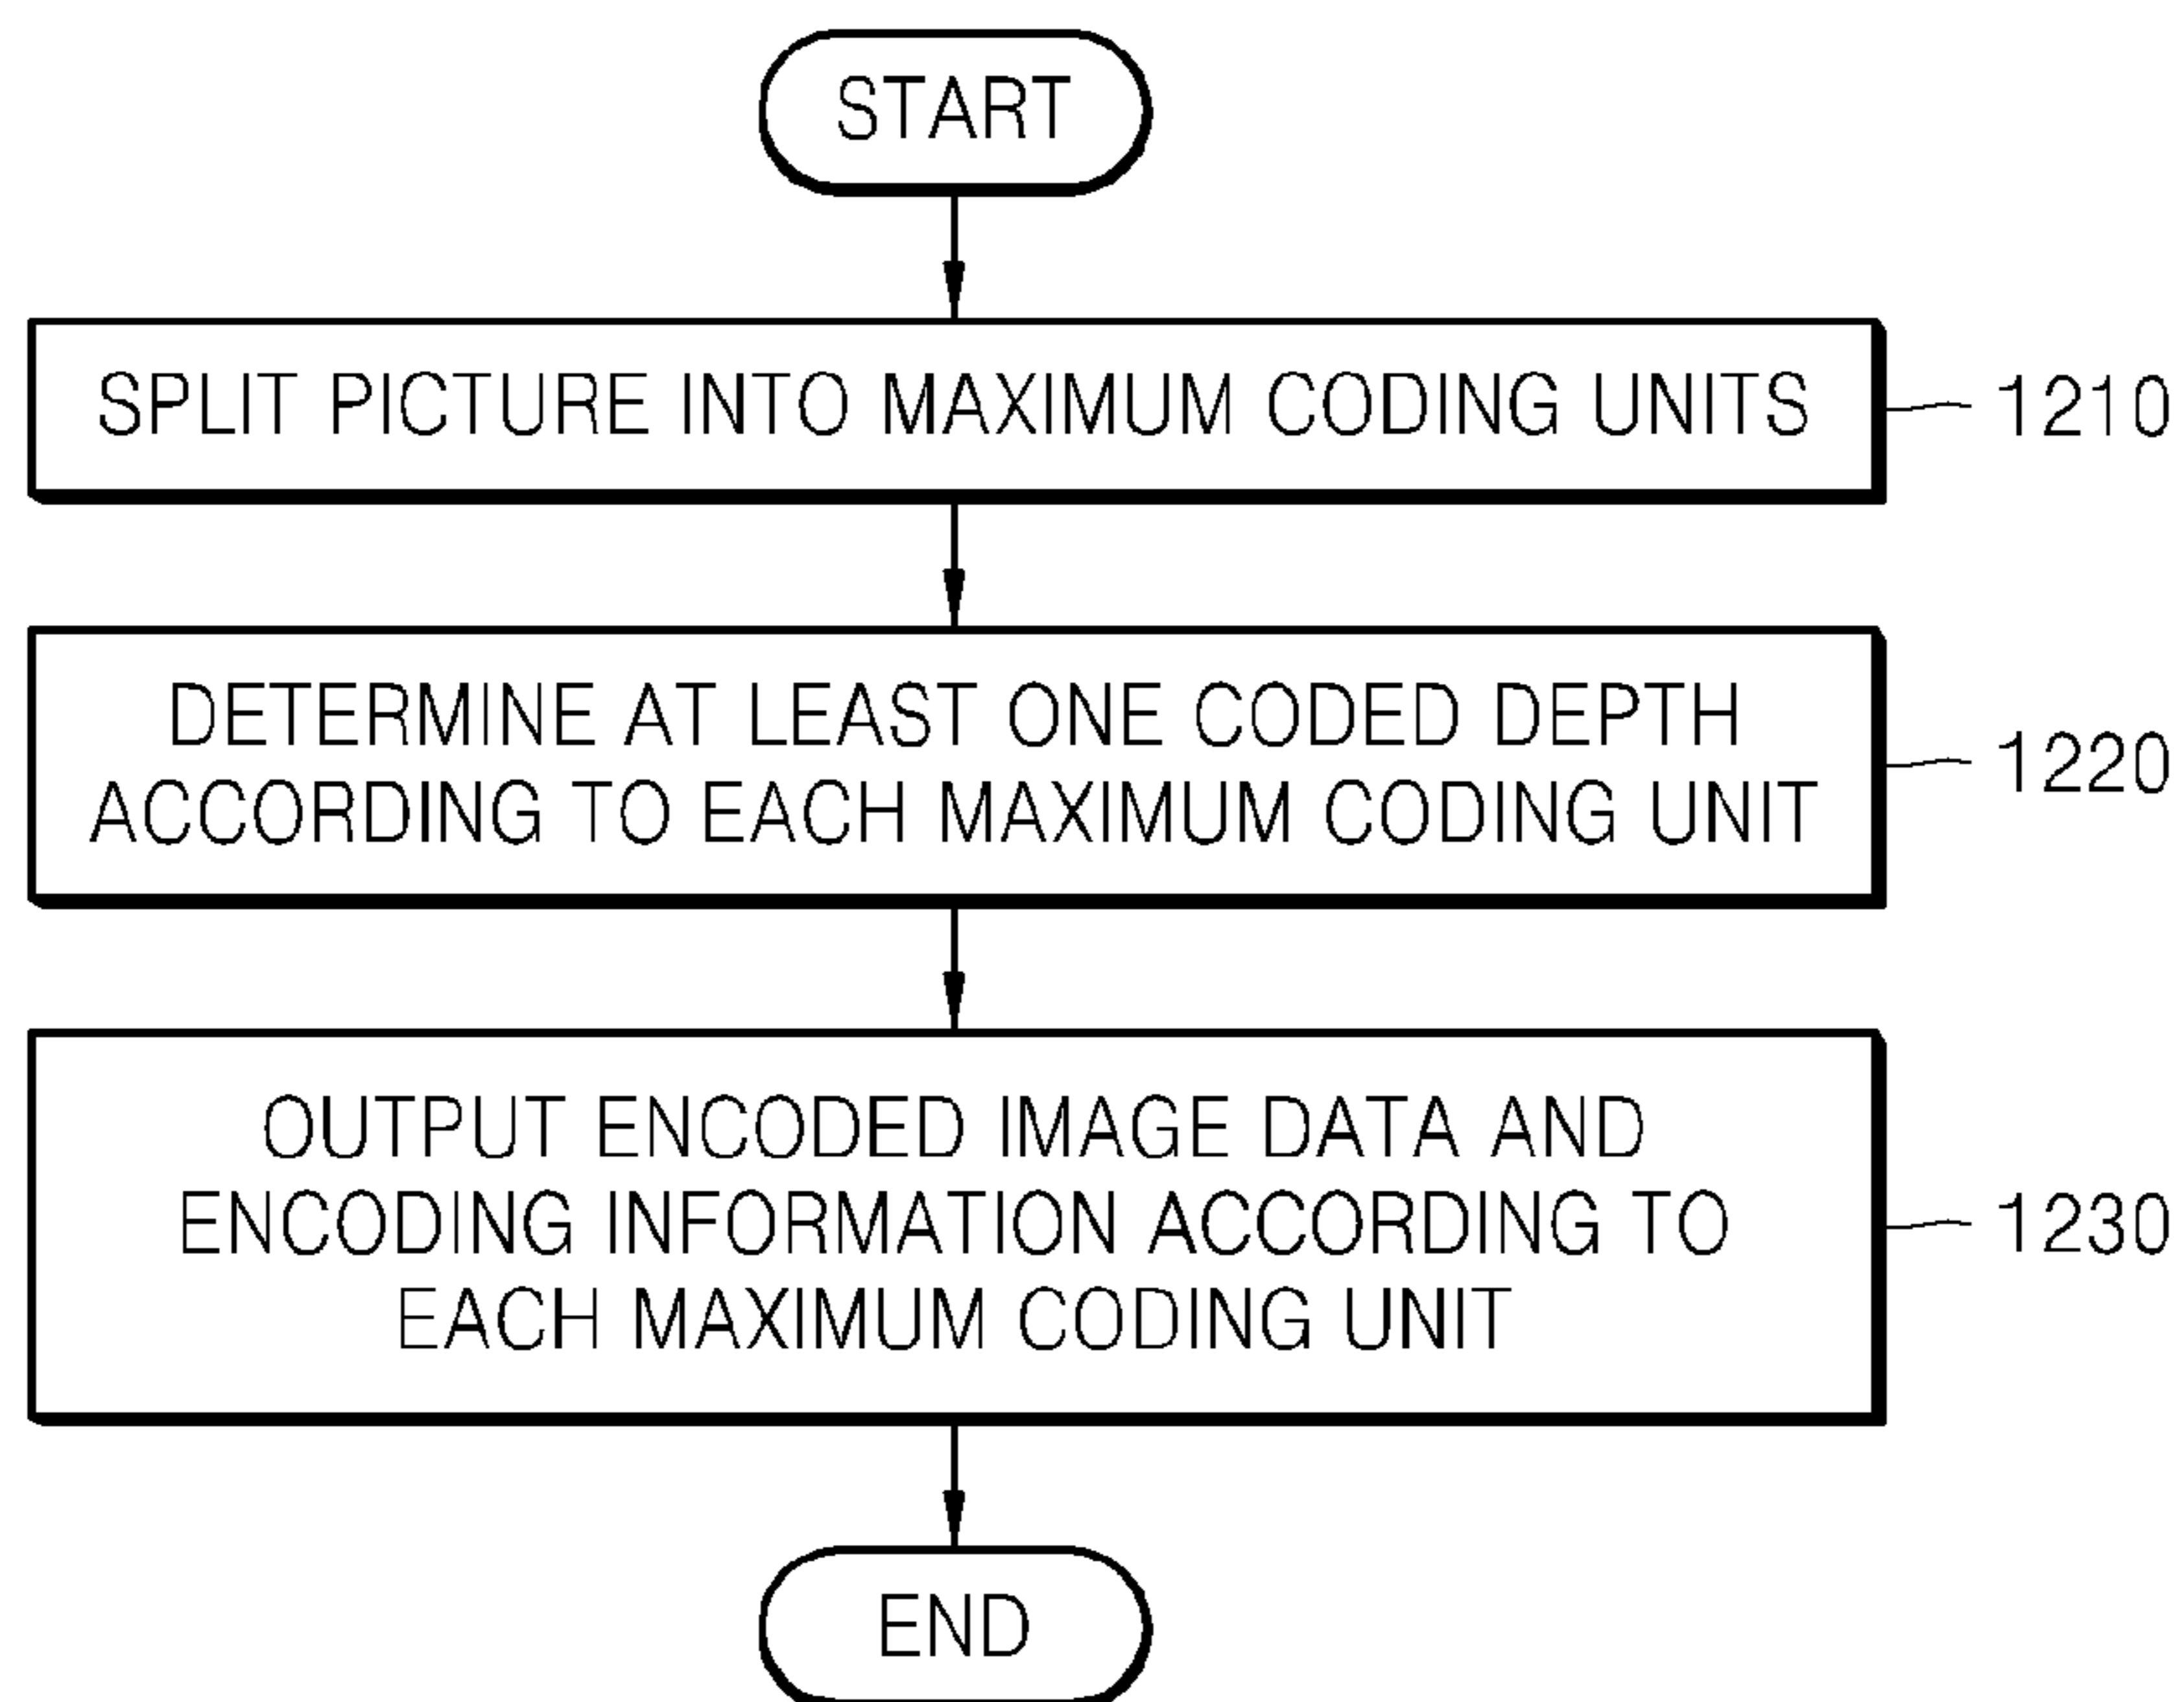 START
SPLIT PICTURE INTO MAXIMUM CODING UNITS
1210
DETERMINE AT LEAST ONE CODED DEPTH
ACCORDING TO EACH MAXIMUM CODING UNIT
1220
OUTPUT ENCODED IMAGE DATA AND
ENCODING INFORMATION ACCORDING TO
EACH MAXIMUM CODING UNIT
1230
END